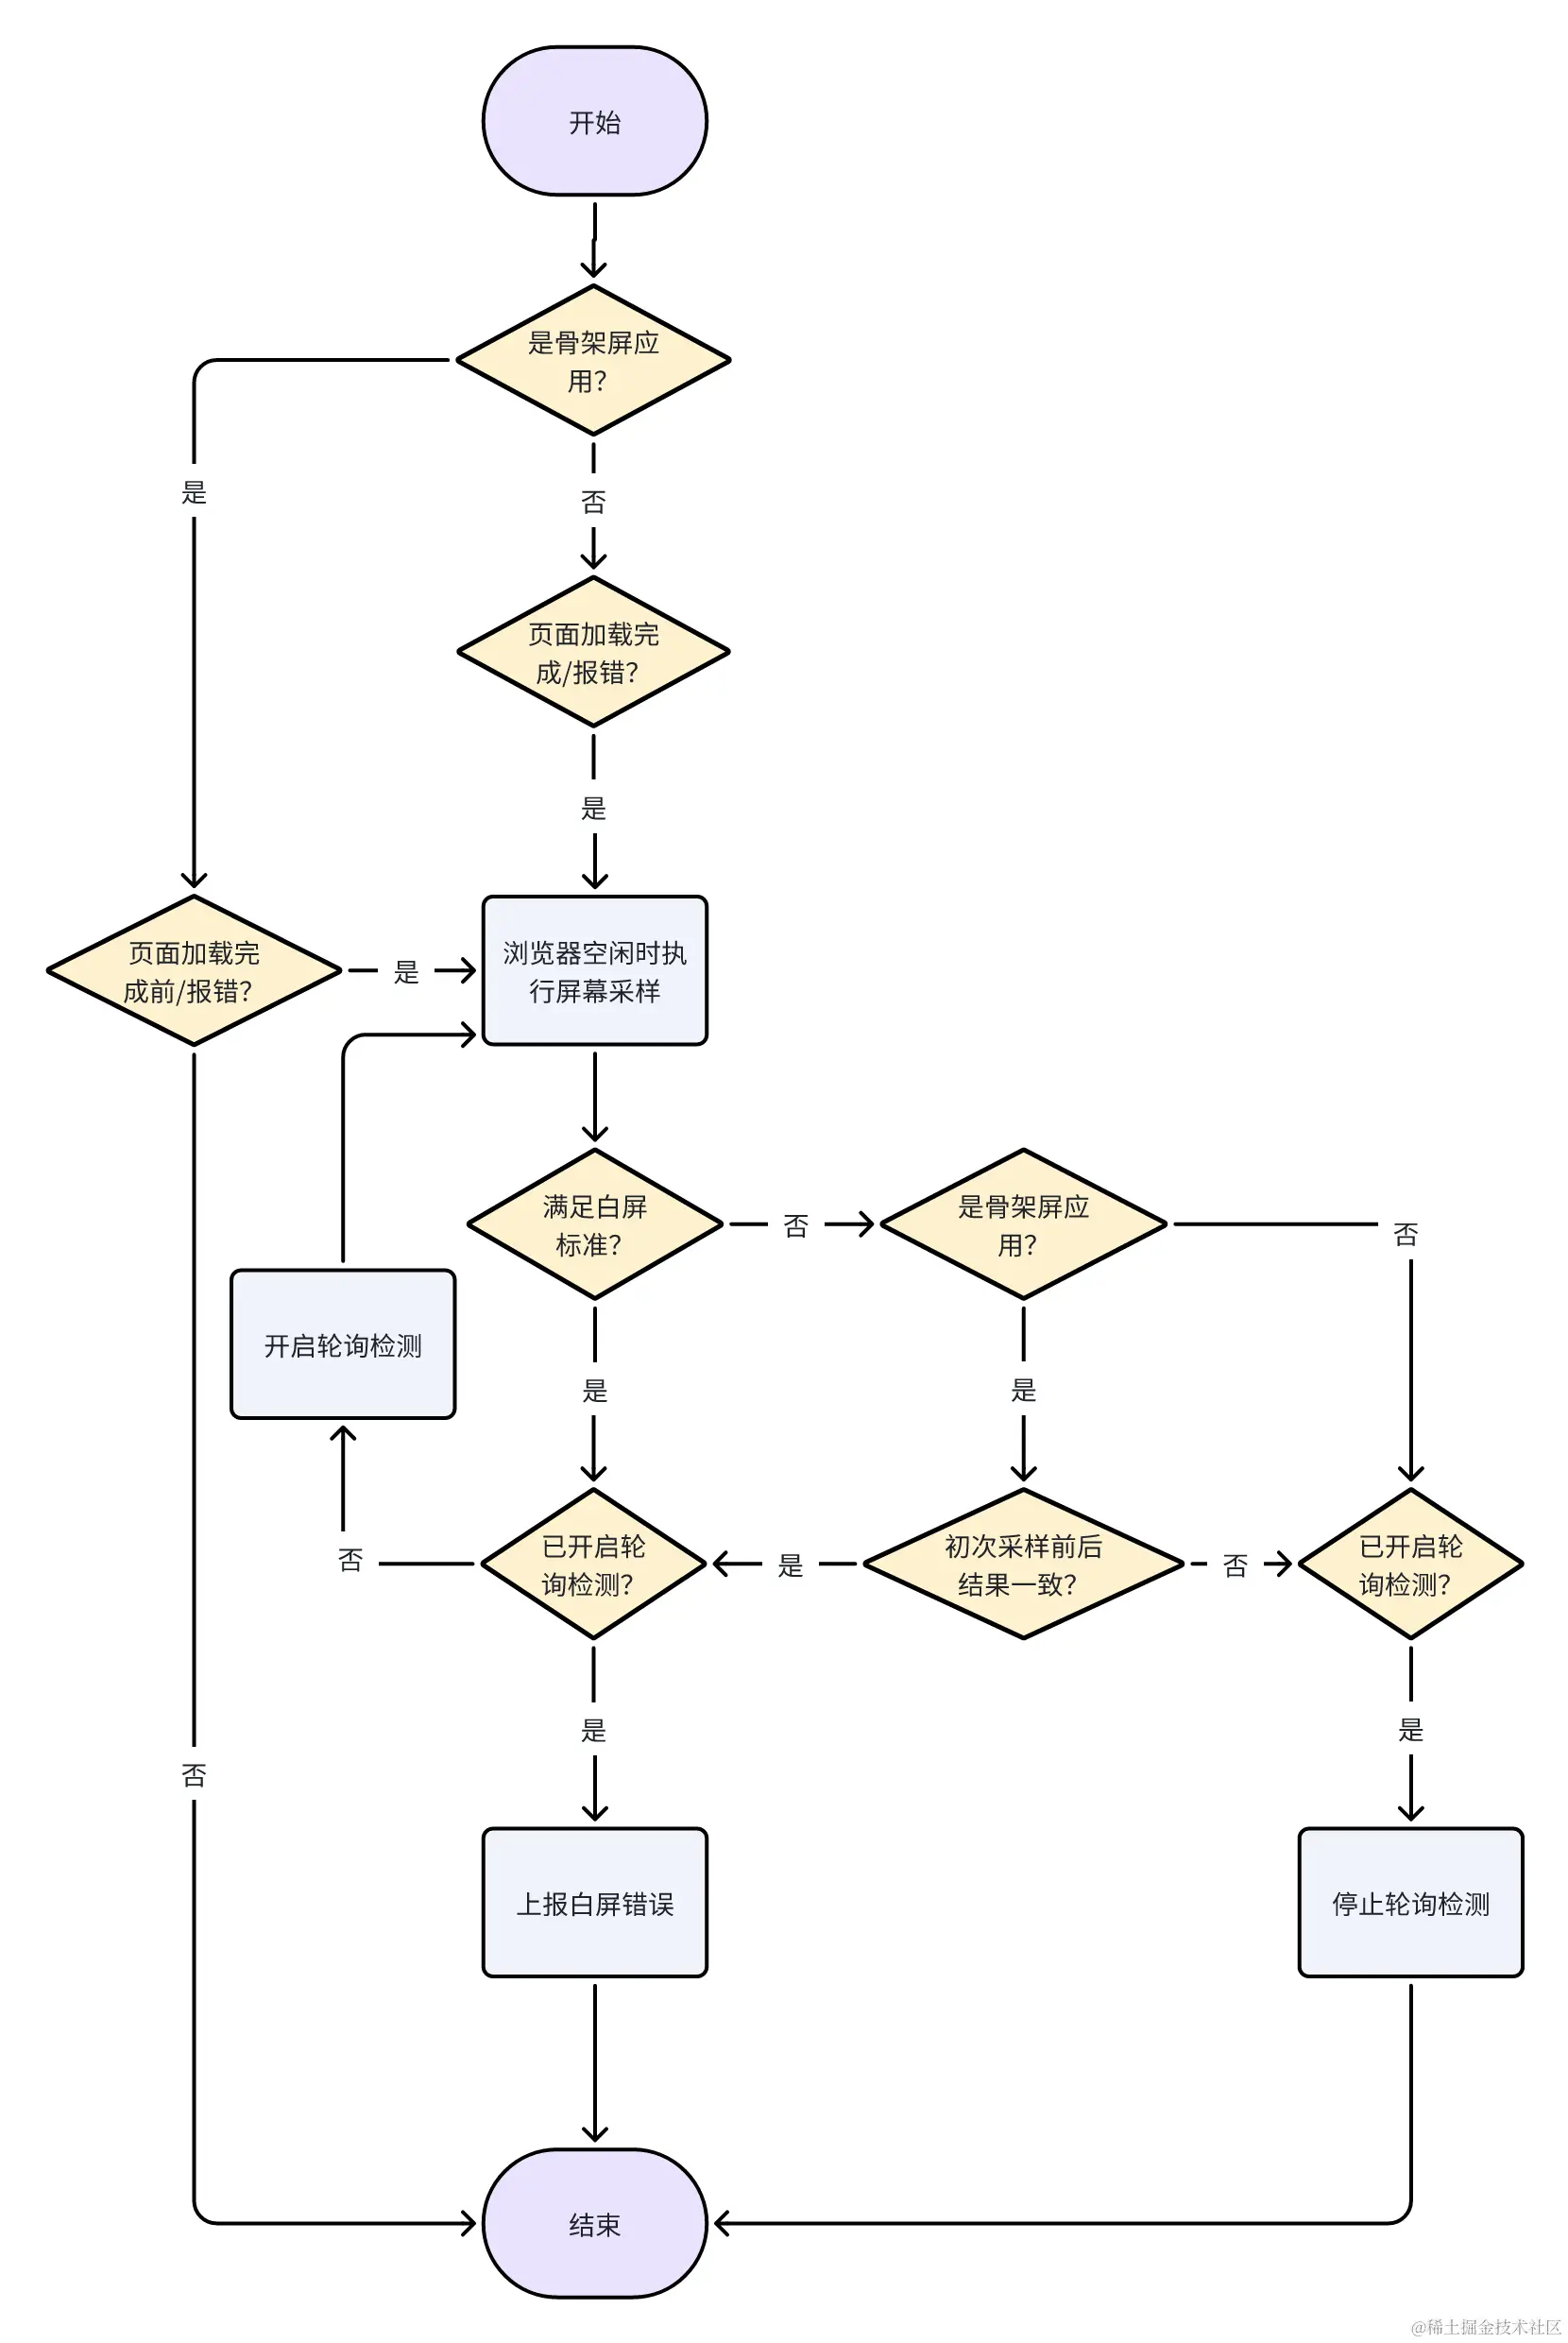 开始
是骨架屏应
用？
是
否
页面加载完
成/报错？
是
页面加载完
成前/报错？
是
浏览器空闲时执
行屏幕采样
满足白屏
标准？
否
是骨架屏应
用？
否
开启轮询检测
是
是
否
已开启轮
询检测？
是
初次采样前后
结果一致？
否
已开启轮
询检测？
是
是
否
上报白屏错误
停止轮询检测
结束
@稀土掘金技术社区